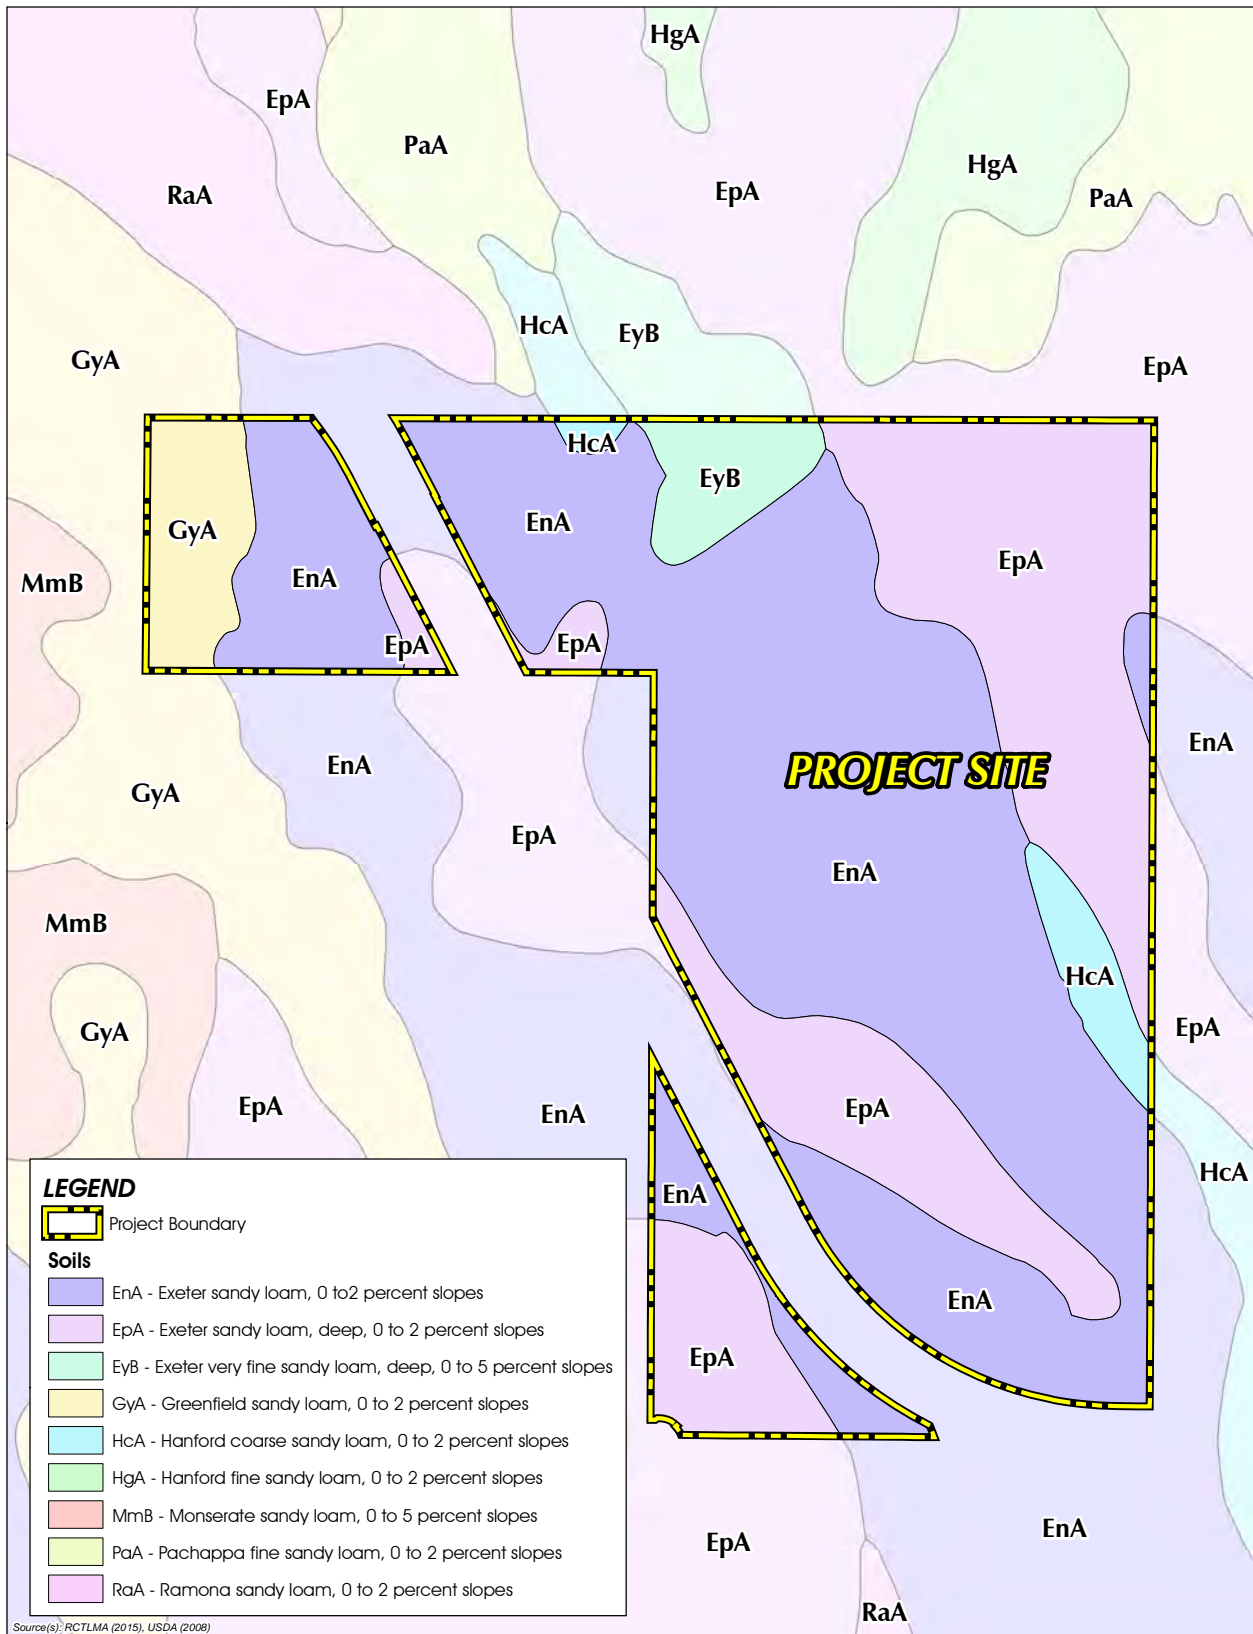 HgA
EpA
PaA
HgA
RaA
EpA
PaA
HcA
EyB
GyA
EpA
HcA
EyB
EnA
GyA
EpA
EnA
MmB
EpA
EpA
EnA
PROJECT SITE
EnA
GyA
EpA
EnA
MmB
HcA
GyA
EpA
EpA
EpA
EnA
HcA
EnA
EnA
EpA
EpA
EnA
RaA
LEGEND
Project Boundary
Soils
EnA - Exeter sandy loam, 0 to2 percent slopes
EpA - Exeter sandy loam, deep, 0 to 2 percent slopes
EyB - Exeter very fine sandy loam, deep, 0 to 5 percent slopes
GyA - Greenfield sandy loam, 0 to 2 percent slopes
HcA - Hanford coarse sandy loam, 0 to 2 percent slopes
HgA - Hanford fine sandy loam, 0 to 2 percent slopes
MmB - Monserate sandy loam, 0 to 5 percent slopes
PaA - Pachappa fine sandy loam, 0 to 2 percent slopes
RaA - Ramona sandy loam, 0 to 2 percent slopes
Source(s): RCTLMA (2015), USDA (2008)